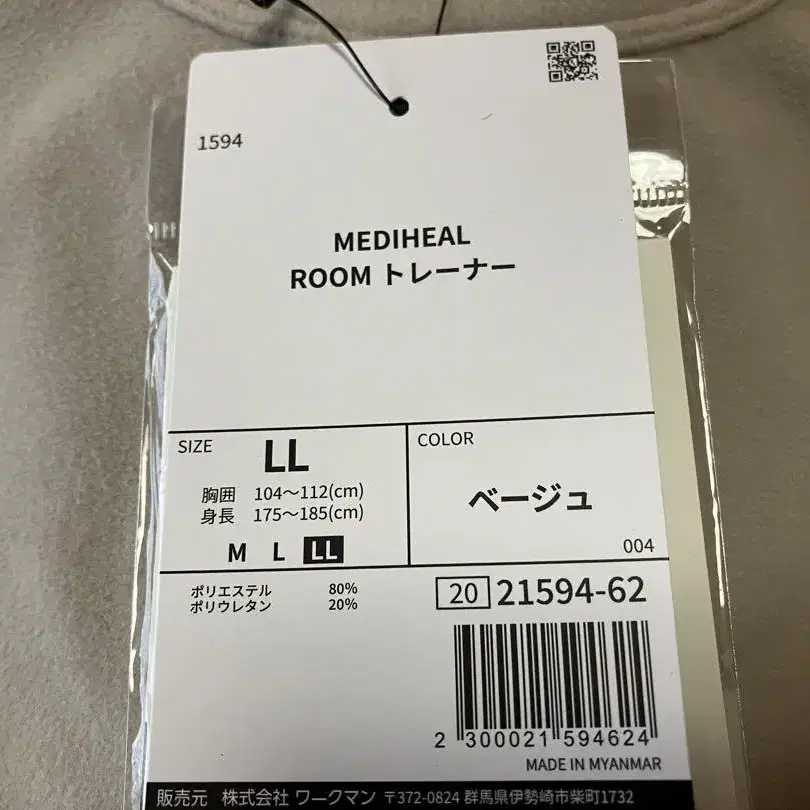 1594
MEDIHEAL
ROOM トレーナー
SIZE
LL
胸囲 104～112(cm)
身長 175～185(cm)
M L LL
COLOR
ベージュ
004
ポリエステル 80%
ポリウレタン 20%
20 21594-62
2 300021 594624
MADE IN MYANMAR
販売元 株式会社 ワークマン 〒372-0824 群馬県伊勢崎市柴町1732